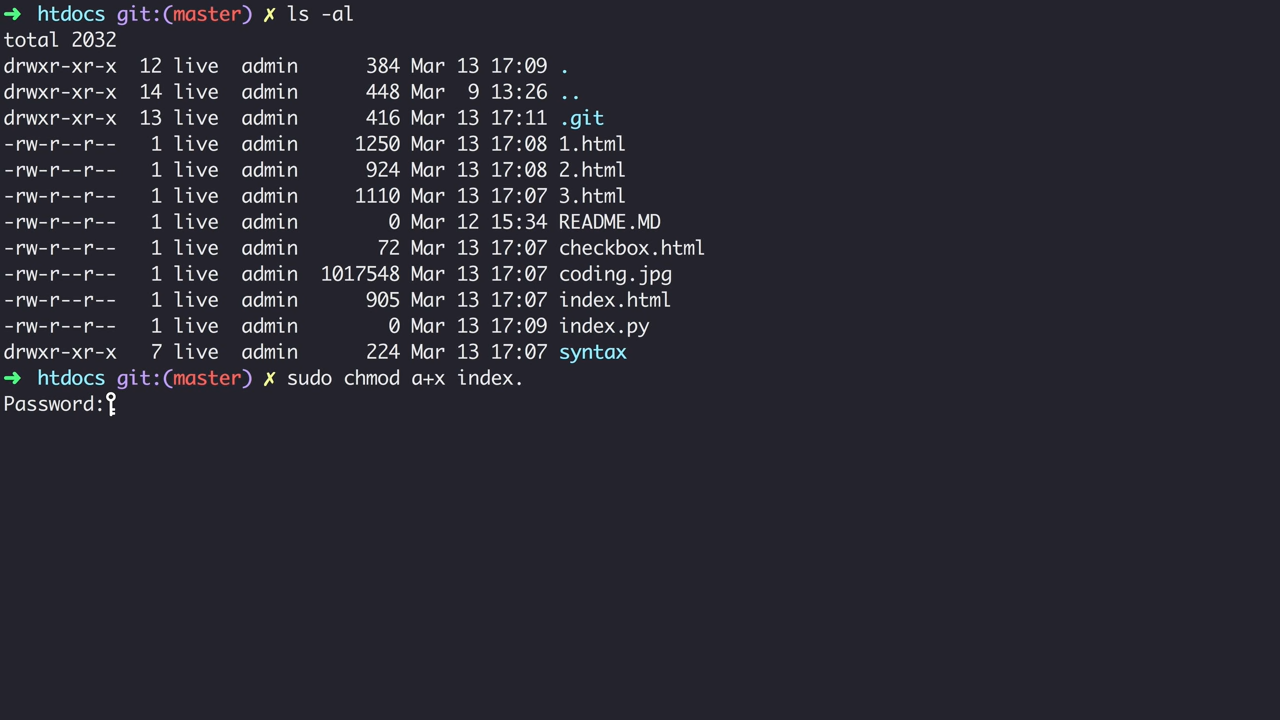 ➜  htdocs git:(master) ✗ ls -al
total 2032
drwxr-xr-x  12 live  admin      384 Mar 13 17:09 .
drwxr-xr-x  14 live  admin      448 Mar  9 13:26 ..
drwxr-xr-x  13 live  admin      416 Mar 13 17:11 .git
-rw-r--r--   1 live  admin     1250 Mar 13 17:08 1.html
-rw-r--r--   1 live  admin      924 Mar 13 17:08 2.html
-rw-r--r--   1 live  admin     1110 Mar 13 17:07 3.html
-rw-r--r--   1 live  admin        0 Mar 12 15:34 README.MD
-rw-r--r--   1 live  admin       72 Mar 13 17:07 checkbox.html
-rw-r--r--   1 live  admin  1017548 Mar 13 17:07 coding.jpg
-rw-r--r--   1 live  admin      905 Mar 13 17:07 index.html
-rw-r--r--   1 live  admin        0 Mar 13 17:09 index.py
drwxr-xr-x   7 live  admin      224 Mar 13 17:07 syntax
➜  htdocs git:(master) ✗ sudo chmod a+x index.
Password: